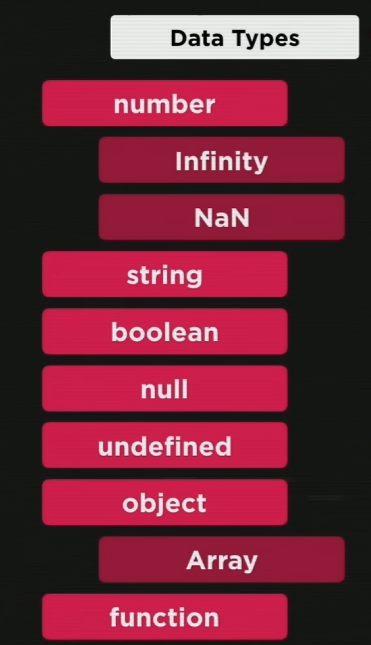 Data Types
number
Infinity
NaN
string
boolean
null
undefined
object
Array
function